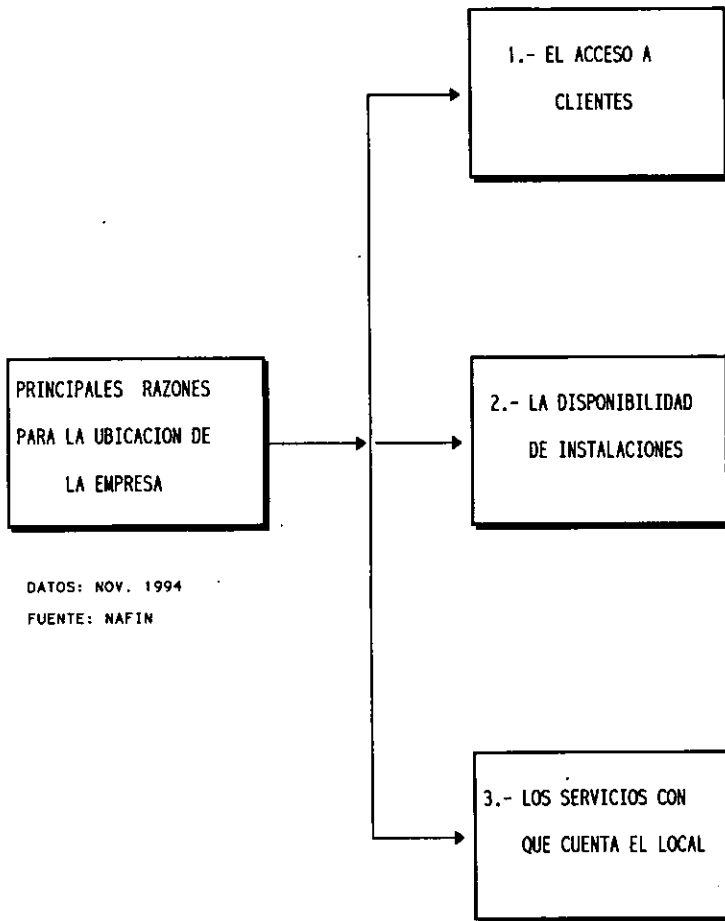 1.- EL ACCESO A
CLIENTES
PRINCIPALES RAZONES
PARA LA UBICACION DE
LA EMPRESA
2.- LA DISPONIBILIDAD
DE INSTALACIONES
DATOS: NOV. 1994
FUENTE: NAFIN
3.- LOS SERVICIOS CON
QUE CUENTA EL LOCAL